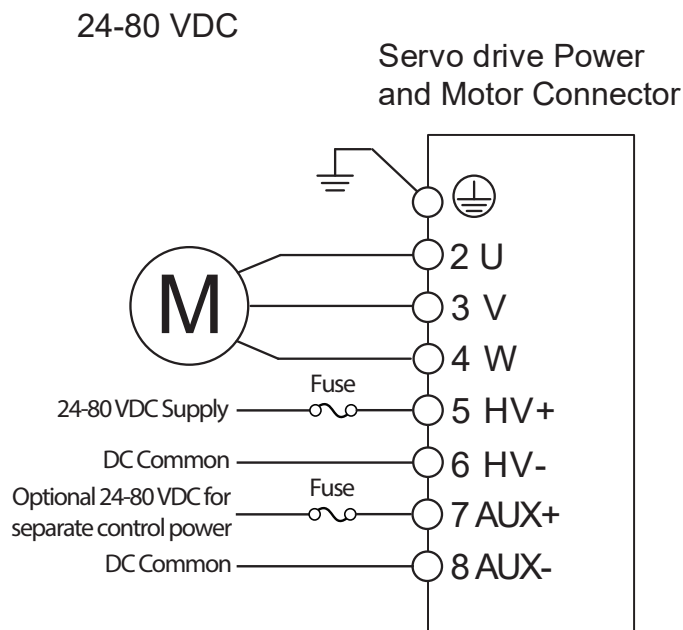 24-80 VDC
Servo drive Power
and Motor Connector
2 U
M
3 V
4 W
Fuse
24-80 VDC Supply
5 HV+
DC Common
6 HV-
Optional 24-80 VDC for
separate control power
Fuse
7 AUX+
DC Common
8 AUX-